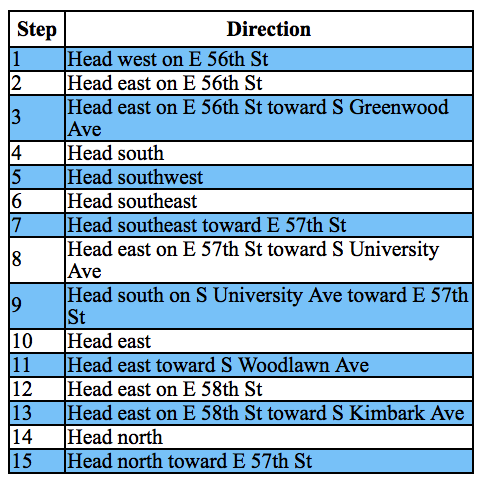 Step Direction
1 Head west on E 56th St
2 Head east on E 56th St
3 Head east on E 56th St toward S Greenwood
Ave
4 Head south
5 Head southwest
6 Head southeast
7 Head southeast toward E 57th St
8 Head east on E 57th St toward S University
Ave
9 Head south on S University Ave toward E 57th
St
10 Head east
11 Head east toward S Woodlawn Ave
12 Head east on E 58th St
13 Head east on E 58th St toward S Kimbark Ave
14 Head north
15 Head north toward E 57th St